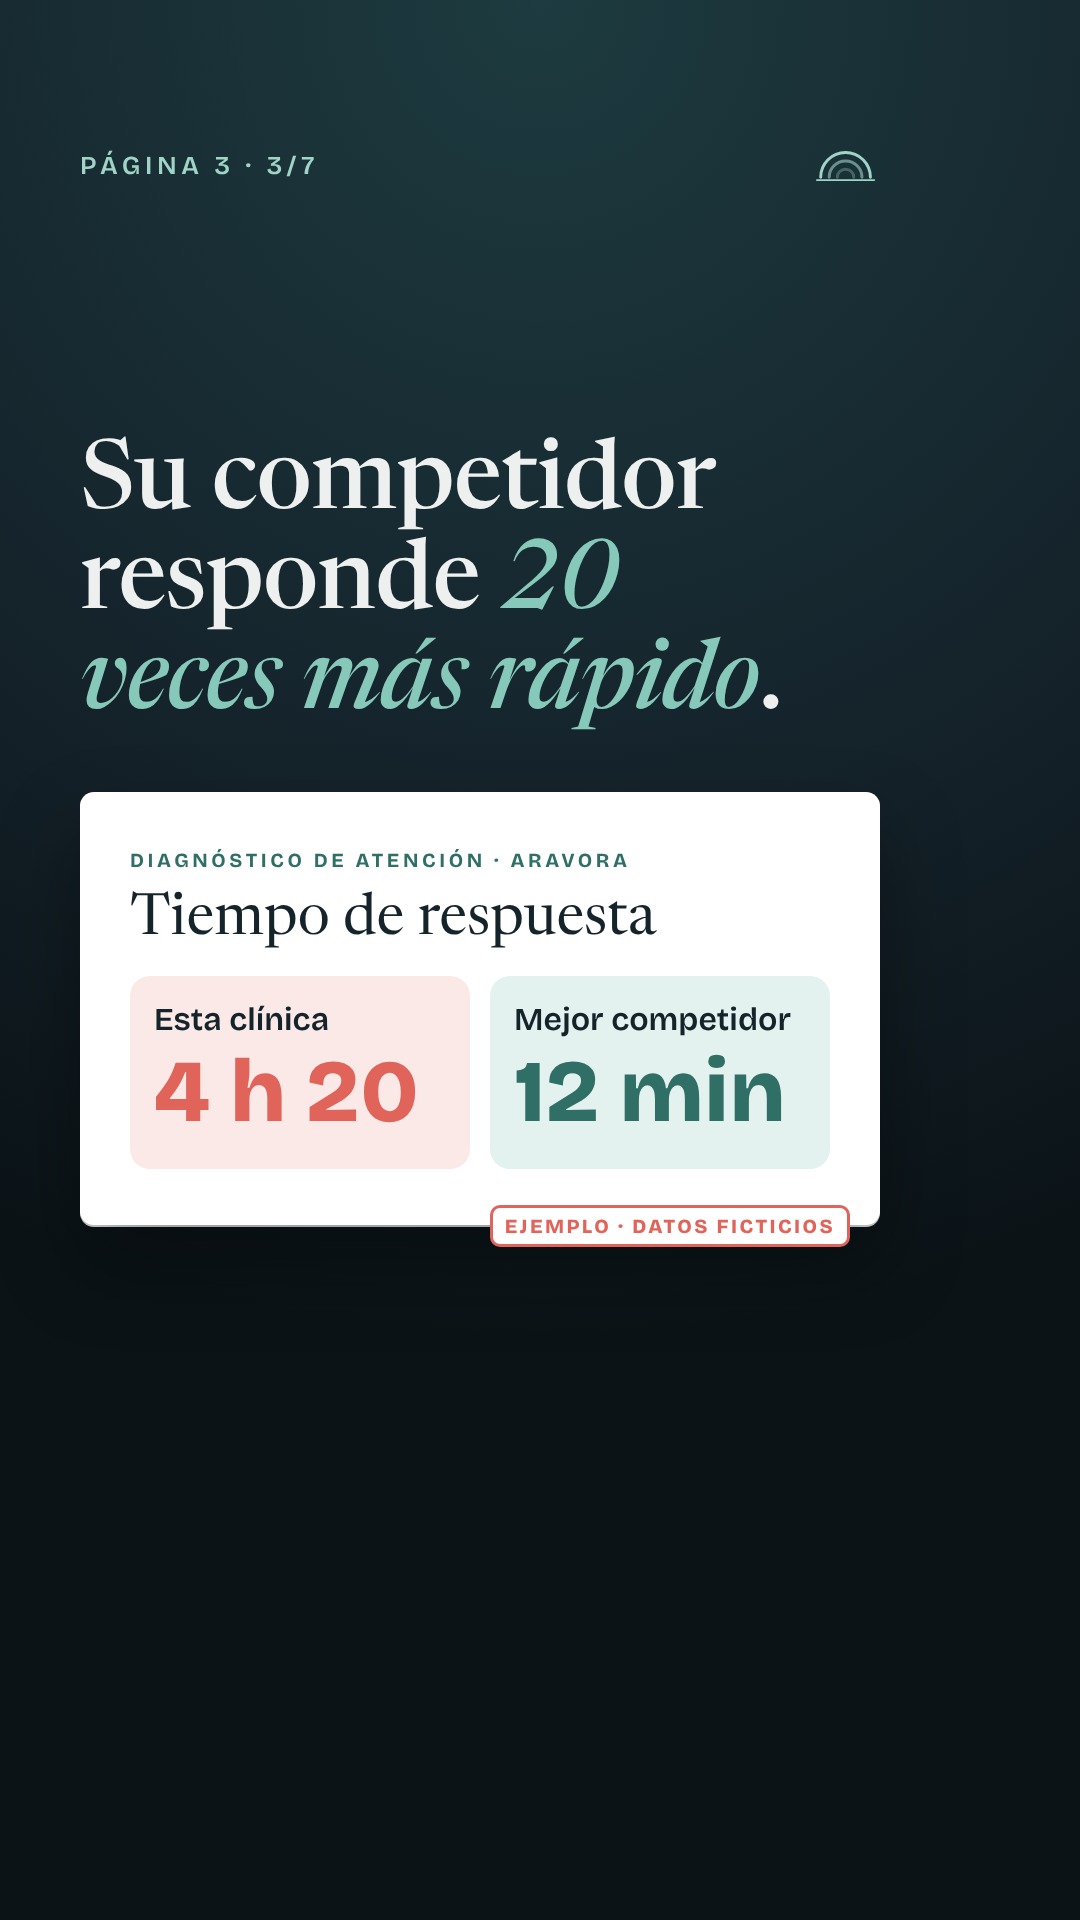 PÁGINA 3 · 3/7
Su competidor
responde 20
veces más rápido.
DIAGNÓSTICO DE ATENCIÓN · ARAVORA
Tiempo de respuesta
Esta clínica
4 h 20
Mejor competidor
12 min
EJEMPLO · DATOS FICTICIOS